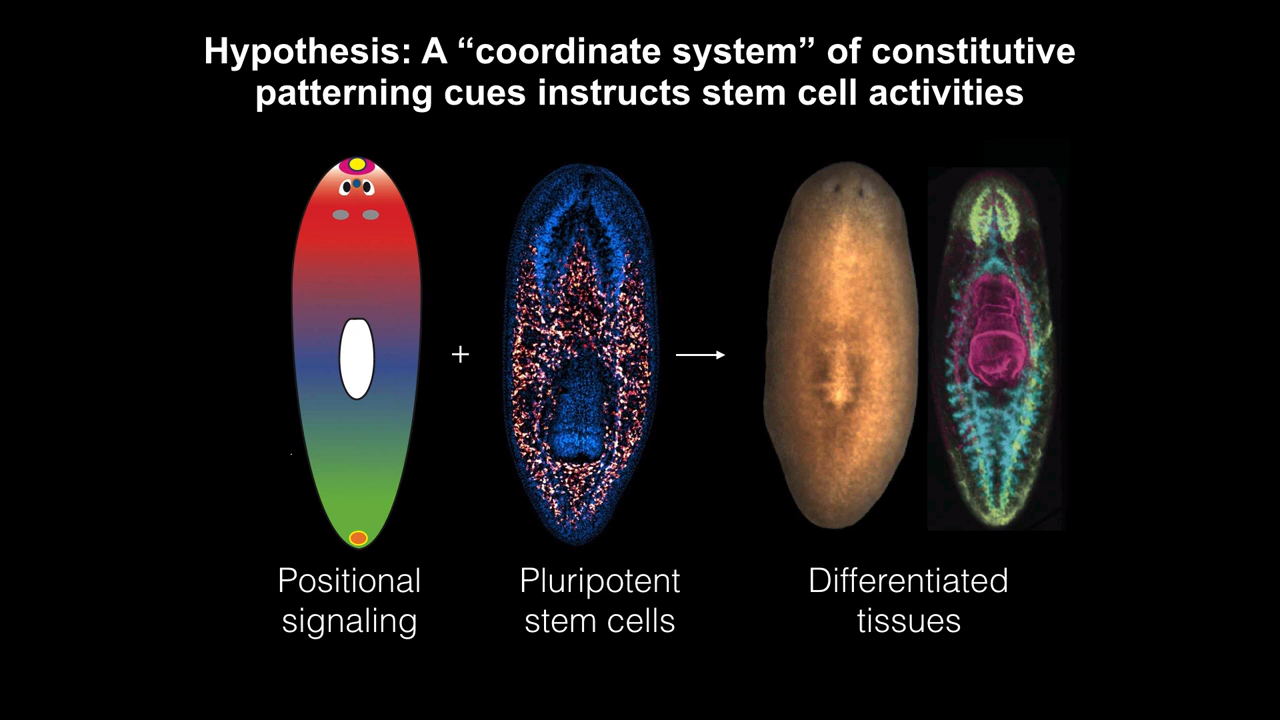 Hypothesis: A “coordinate system” of constitutive
patterning cues instructs stem cell activities
+
Positional
signaling
Pluripotent
stem cells
Differentiated
tissues